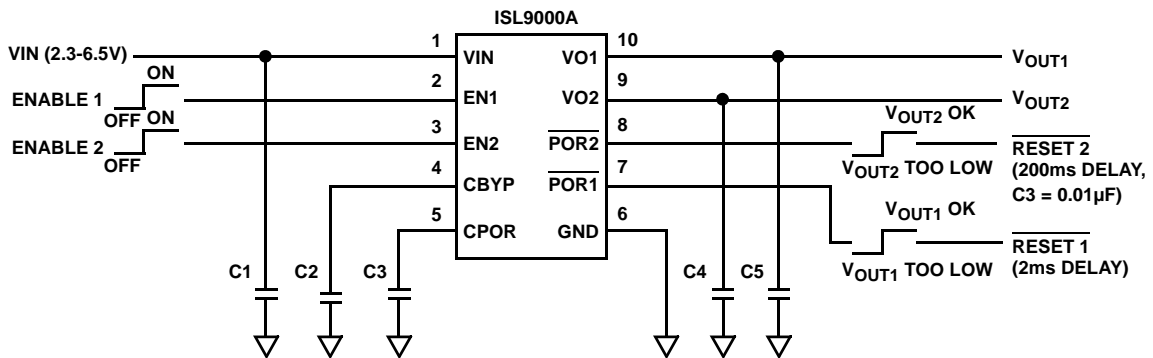 ISL9000A
VIN (2.3-6.5V)
ON
ENABLE 1
OFF
ON
ENABLE 2
OFF
1
2
3
4
5
VIN
EN1
EN2
CBYP
CPOR
VO1
VO2
POR2
POR1
GND
10
9
8
7
6
VOUT1
VOUT2
VOUT2 OK
VOUT2 TOO LOW
RESET 2
(200ms DELAY,
C3 = 0.01µF)
VOUT1 OK
VOUT1 TOO LOW
RESET 1
(2ms DELAY)
C1
C2
C3
C4
C5